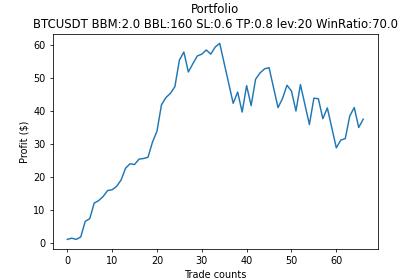 Portfolio
BTCUSDT BBM:2.0 BBL:160 SL:0.6 TP:0.8 lev:20 WinRatio:70.0
Profit ($)
60
50
40
30
20
10
0
0 10 20 30 40 50 60
Trade counts